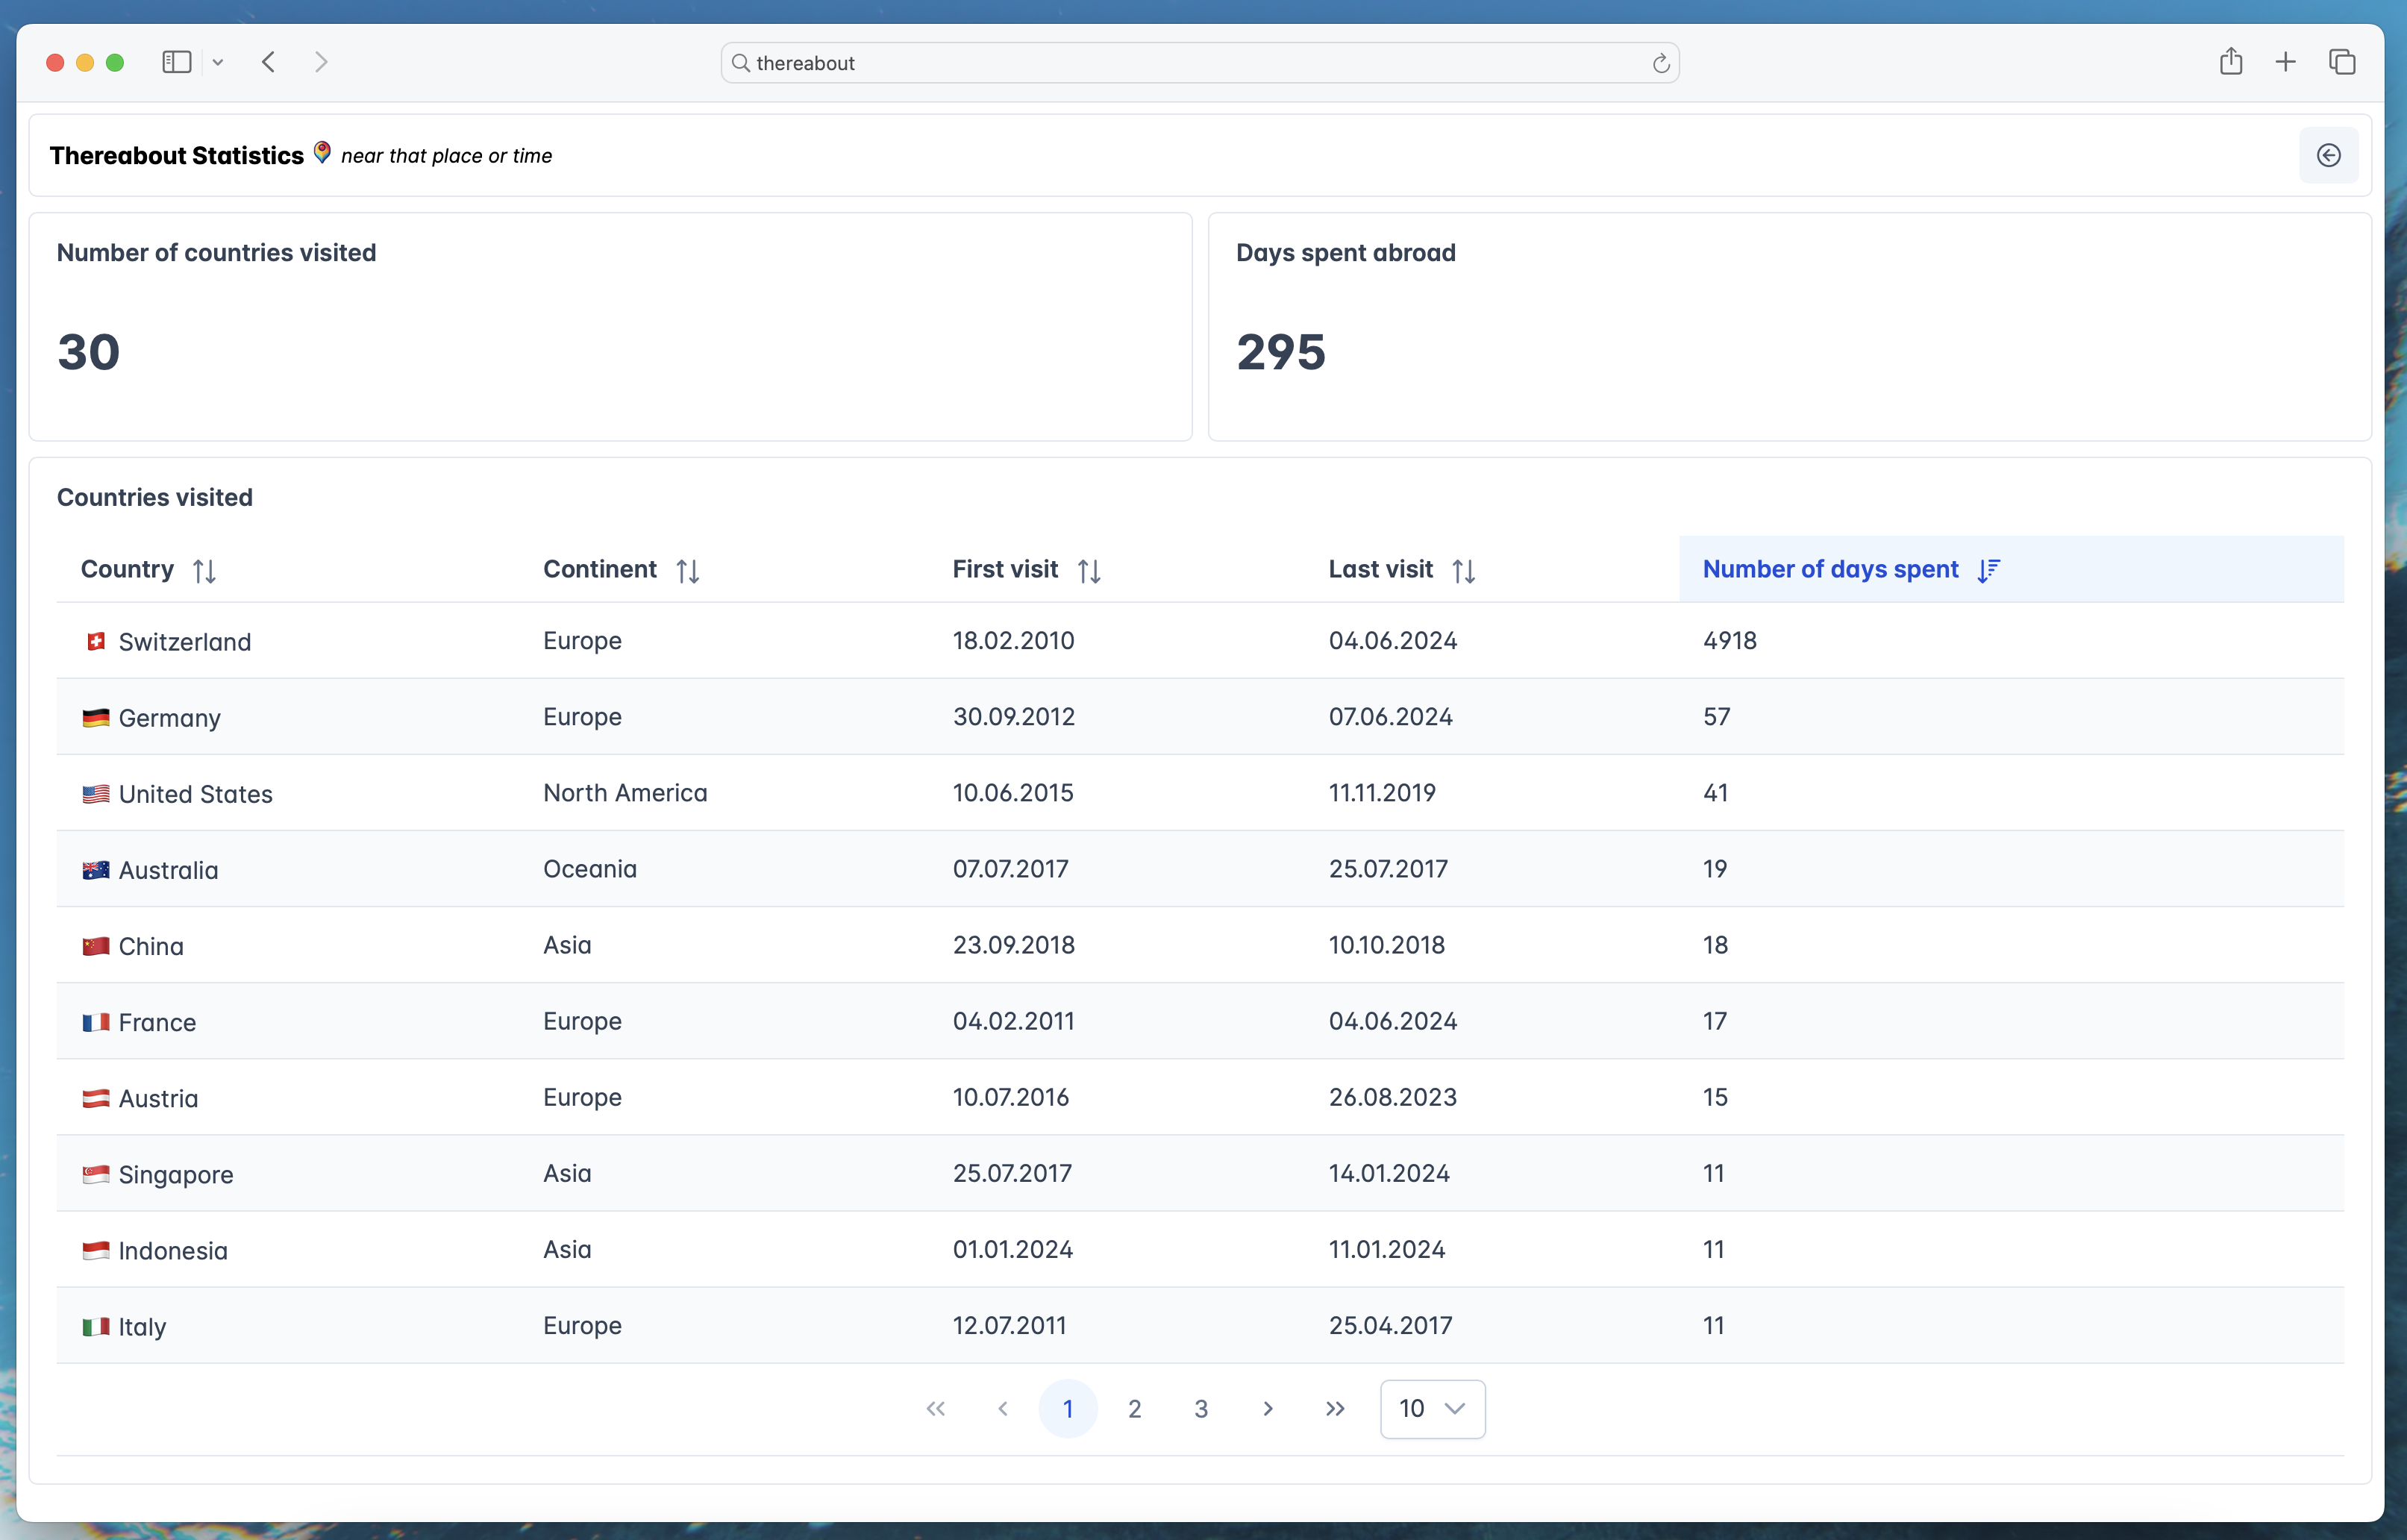 thereabout
Thereabout Statistics near that place or time
Number of countries visited
30
Days spent abroad
295
Countries visited
Country Continent First visit Last visit Number of days spent
Switzerland Europe 18.02.2010 04.06.2024 4918
Germany Europe 30.09.2012 07.06.2024 57
United States North America 10.06.2015 11.11.2019 41
Australia Oceania 07.07.2017 25.07.2017 19
China Asia 23.09.2018 10.10.2018 18
France Europe 04.02.2011 04.06.2024 17
Austria Europe 10.07.2016 26.08.2023 15
Singapore Asia 25.07.2017 14.01.2024 11
Indonesia Asia 01.01.2024 11.01.2024 11
Italy Europe 12.07.2011 25.04.2017 11
1 2 3 10